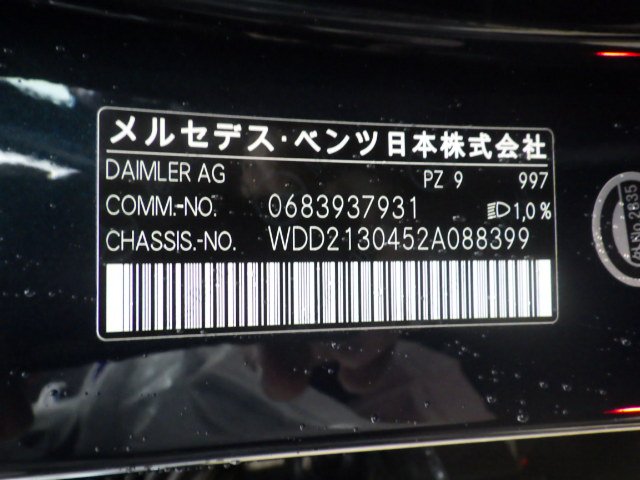 メルセデス・ベンツ日本株式会社
DAIMLER AG PZ 9 997
COMM.-NO. 0683937931 1,0%
CHASSIS.-NO. WDD2130452A088399